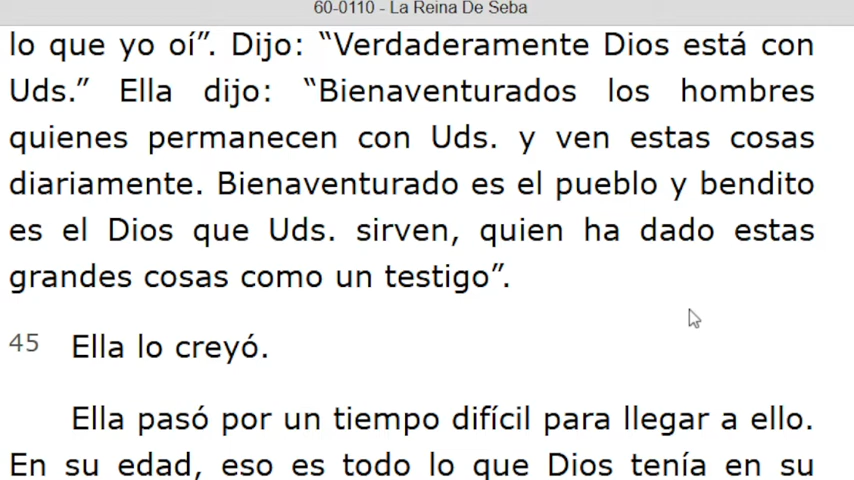 60-0110 - La Reina De Seba
lo que yo oí”. Dijo: “Verdaderamente Dios está con
Uds.” Ella dijo: “Bienaventurados los hombres
quienes permanecen con Uds. y ven estas cosas
diariamente. Bienaventurado es el pueblo y bendito
es el Dios que Uds. sirven, quien ha dado estas
grandes cosas como un testigo”.
45 Ella lo creyó.
Ella pasó por un tiempo difícil para llegar a ello.
En su edad, eso es todo lo que Dios tenía en su